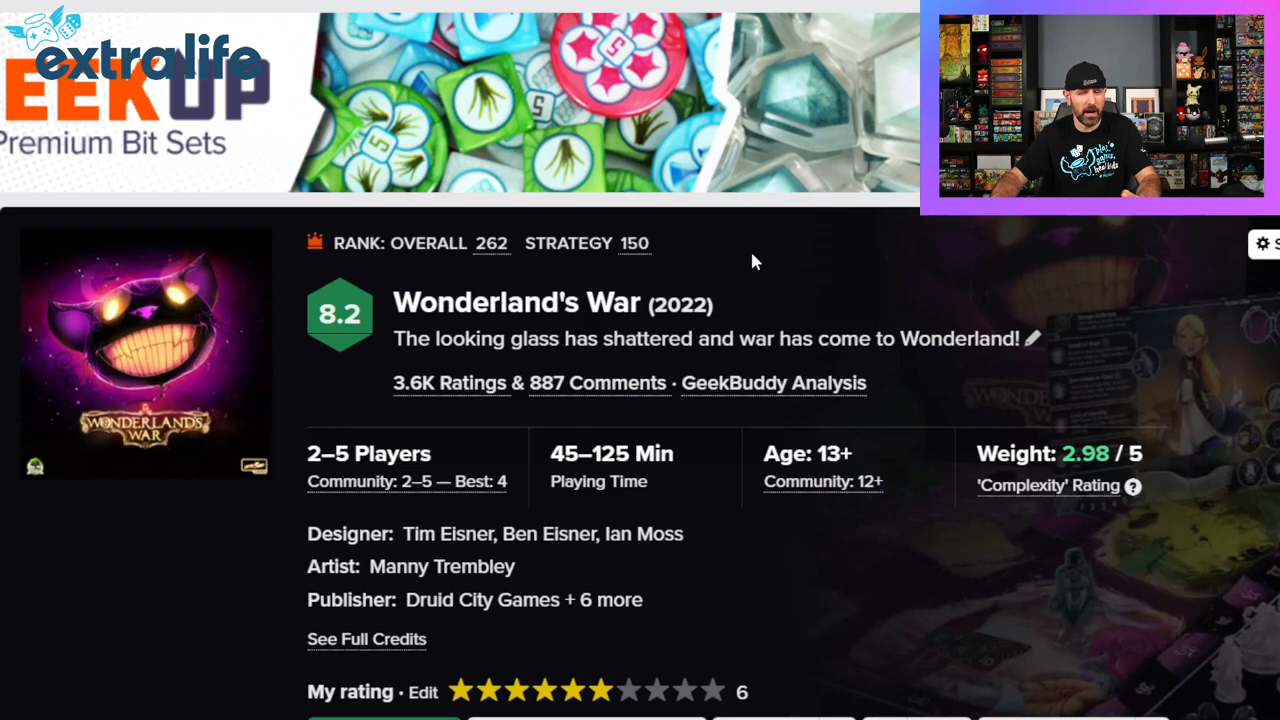 extralife
EEKUP
Premium Bit Sets
RANK: OVERALL 262 STRATEGY 150
8.2
Wonderland's War (2022)
The looking glass has shattered and war has come to Wonderland!
3.6K Ratings & 887 Comments · GeekBuddy Analysis
2–5 Players
Community: 2–5 — Best: 4
45–125 Min
Playing Time
Age: 13+
Community: 12+
Weight: 2.98 / 5
'Complexity' Rating ?
Designer: Tim Eisner, Ben Eisner, Ian Moss
Artist: Manny Trembley
Publisher: Druid City Games + 6 more
See Full Credits
My rating · Edit 6
WONDERLAND'S
WAR
5
5
5